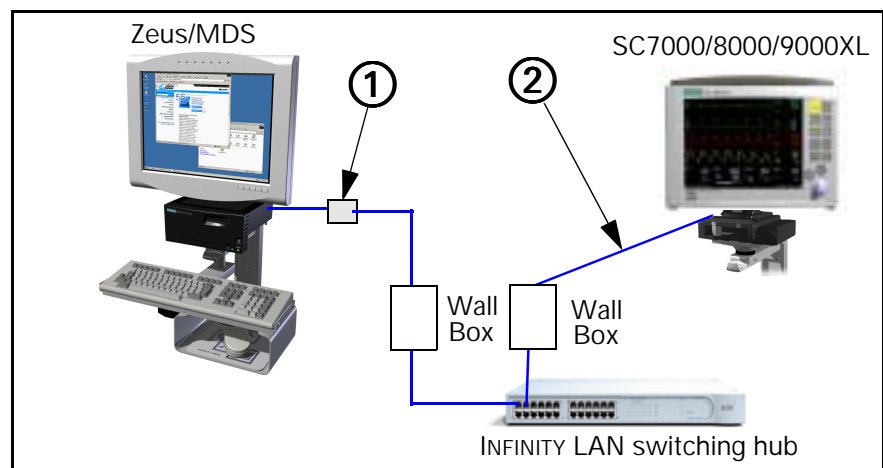 Zeus/MDS
SC7000/8000/9000XL
1
2
Wall
Box
Wall
Box
INFINITY LAN switching hub